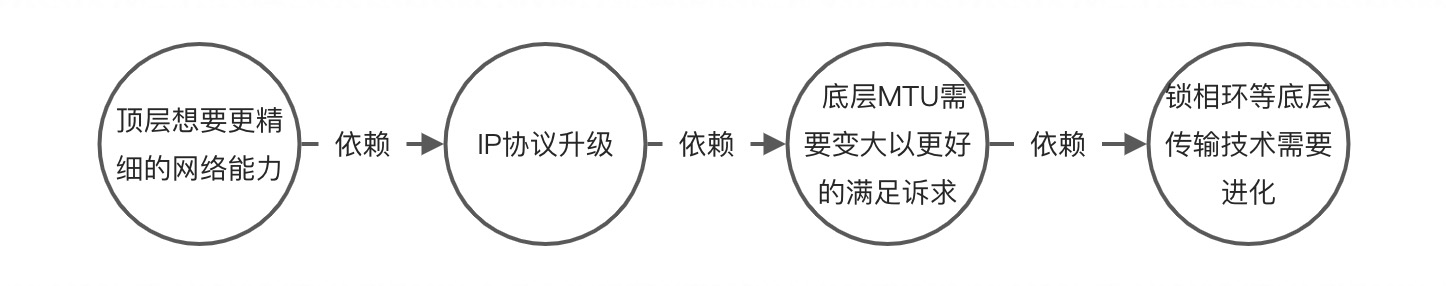 顶层想要更精
细的网络能力
依赖
IP协议升级
依赖
底层MTU需
要变大以更好
的满足诉求
依赖
锁相环等底层
传输技术需要
进化